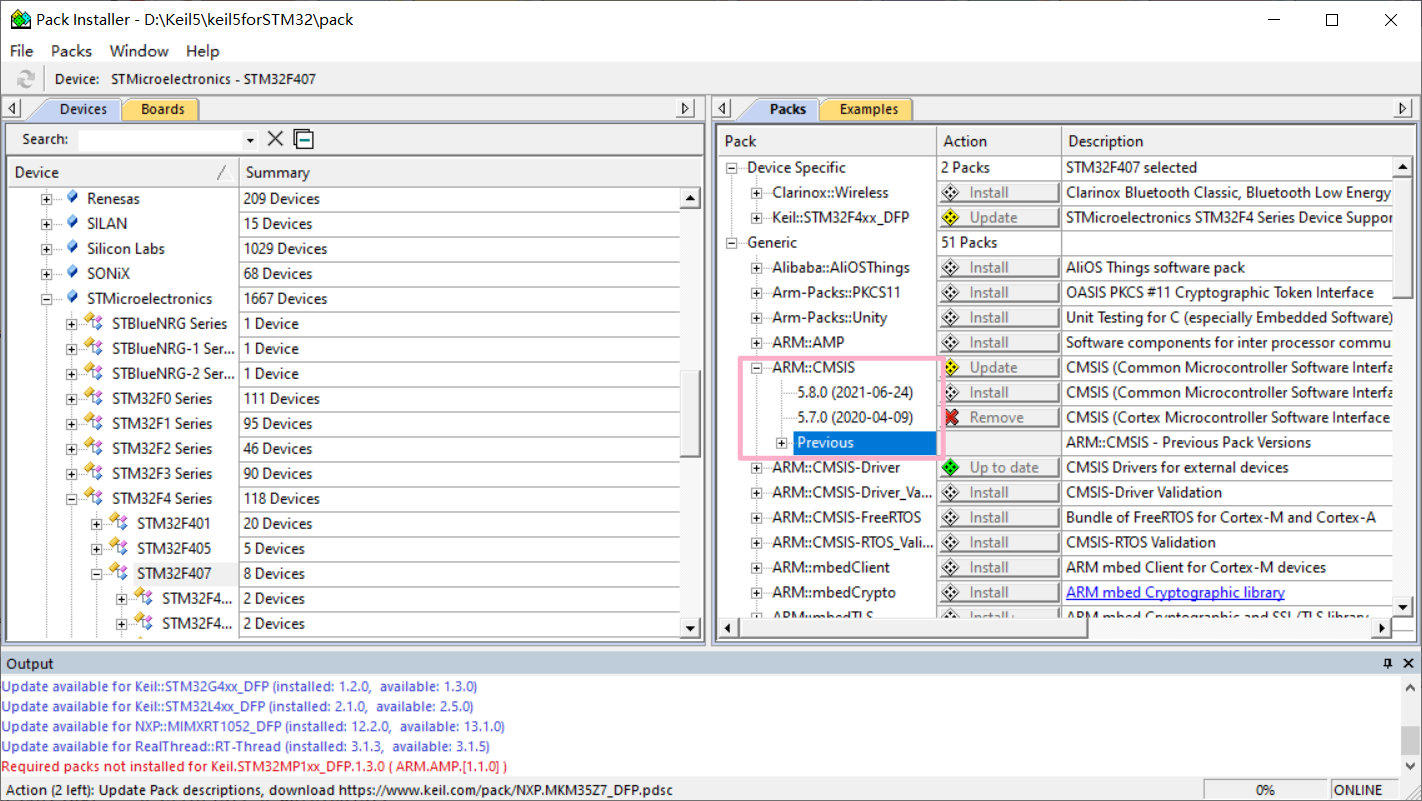 Pack Installer - D:\Keil5\keil5forSTM32\pack
File Packs Window Help
Device: STMicroelectronics - STM32F407
Devices Boards
Search:
Device Summary
Renesas 209 Devices
SILAN 15 Devices
Silicon Labs 1029 Devices
SONiX 68 Devices
STMicroelectronics 1667 Devices
STBlueNRG Series 1 Device
STBlueNRG-1 Ser... 1 Device
STBlueNRG-2 Ser... 1 Device
STM32F0 Series 111 Devices
STM32F1 Series 95 Devices
STM32F2 Series 46 Devices
STM32F3 Series 90 Devices
STM32F4 Series 118 Devices
STM32F401 20 Devices
STM32F405 5 Devices
STM32F407 8 Devices
STM32F4... 2 Devices
STM32F4... 2 Devices
Packs Examples
Pack Action Description
Device Specific 2 Packs STM32F407 selected
Clarinox::Wireless Install Clarinox Bluetooth Classic, Bluetooth Low Energy
Keil::STM32F4xx_DFP Update STMicroelectronics STM32F4 Series Device Suppor
Generic 51 Packs
Alibaba::AliOSThings Install AliOS Things software pack
Arm-Packs::PKCS11 Install OASIS PKCS #11 Cryptographic Token Interface
Arm-Packs::Unity Install Unit Testing for C (especially Embedded Software)
ARM::AMP Install Software components for inter processor commu
ARM::CMSIS Update CMSIS (Common Microcontroller Software Interfa
5.8.0 (2021-06-24) Install CMSIS (Common Microcontroller Software Interfa
5.7.0 (2020-04-09) Remove CMSIS (Cortex Microcontroller Software Interface
Previous ARM::CMSIS - Previous Pack Versions
ARM::CMSIS-Driver Up to date CMSIS Drivers for external devices
ARM::CMSIS-Driver_Va... Install CMSIS-Driver Validation
ARM::CMSIS-FreeRTOS Install Bundle of FreeRTOS for Cortex-M and Cortex-A
ARM::CMSIS-RTOS_Vali... Install CMSIS-RTOS Validation
ARM::mbedClient Install ARM mbed Client for Cortex-M devices
ARM::mbedCrypto Install ARM mbed Cryptographic library
ARM::mbedTLS Install ARM mbed Cryptographic and SSL/TLS library
Output
Update available for Keil::STM32G4xx_DFP (installed: 1.2.0, available: 1.3.0)
Update available for Keil::STM32L4xx_DFP (installed: 2.1.0, available: 2.5.0)
Update available for NXP::MIMXRT1052_DFP (installed: 12.2.0, available: 13.1.0)
Update available for RealThread::RT-Thread (installed: 3.1.3, available: 3.1.5)
Required packs not installed for Keil.STM32MP1xx_DFP.1.3.0 ( ARM.AMP.[1.1.0] )
Action (2 left): Update Pack descriptions, download https://www.keil.com/pack/NXP.MKM35Z7_DFP.pdsc 0% ONLINE